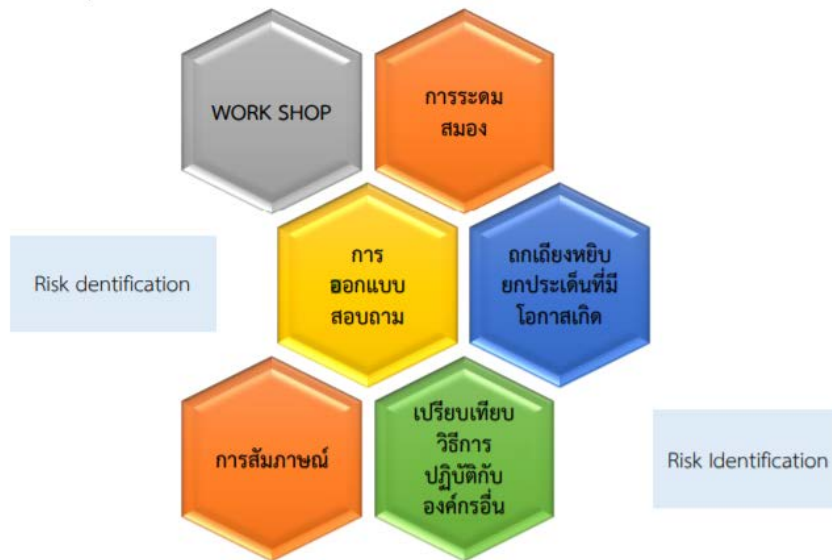 WORK SHOP
การระดม
สมอง
Risk dentification
การ
ออกแบบ
สอบถาม
ถกเถียงหยิบ
ยกประเด็นที่มี
โอกาสเกิด
การสัมภาษณ์
เปรียบเทียบ
วิธีการ
ปฏิบัติกับ
องค์กรอื่น
Risk Identification